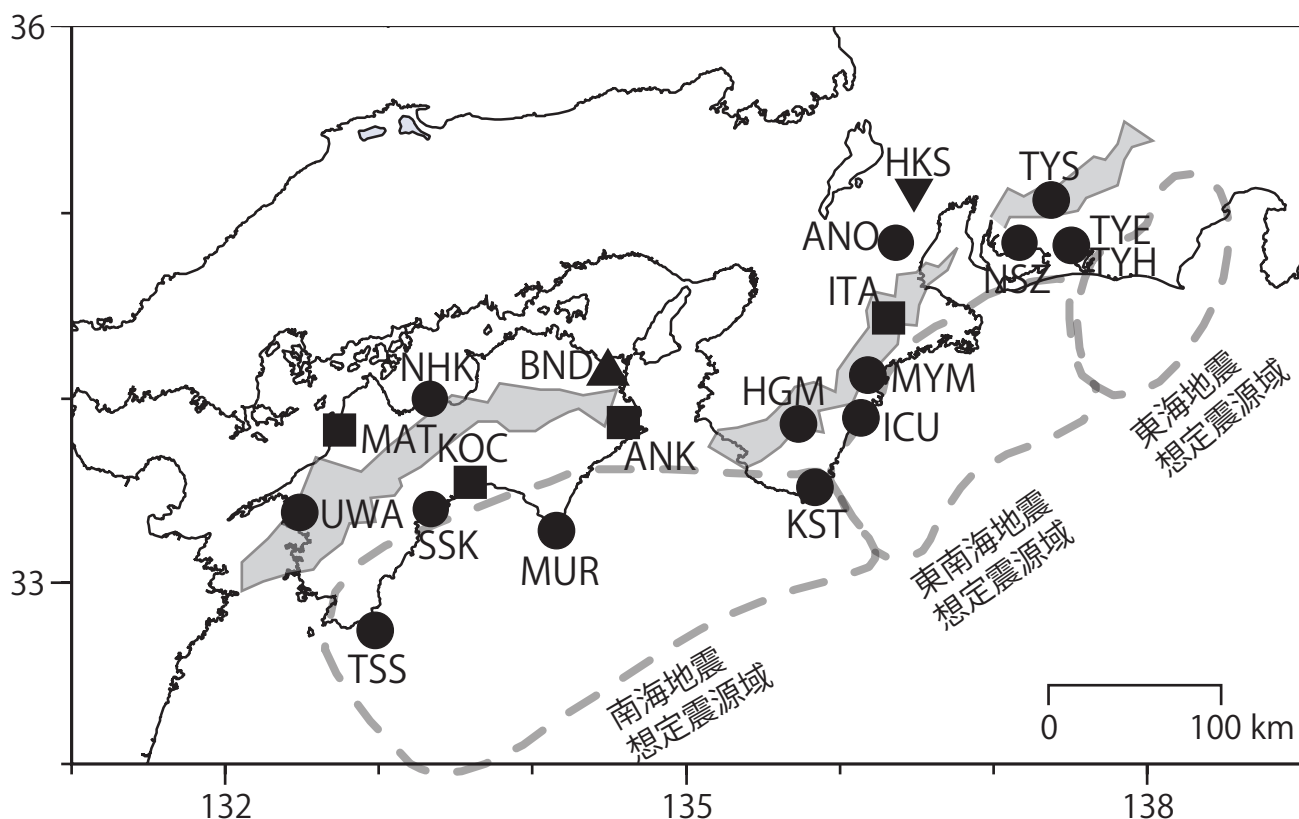 36
HKS
TYS
ANO
TYE
TYH
NSZ
ITA
BND
NHK
MYM
HGM
ICU
MAT
KOC
ANK
東海地震
想定震源域
UWA
SSK
KST
MUR
33
東南海地震
想定震源域
TSS
南海地震
想定震源域
0
100 km
132
135
138